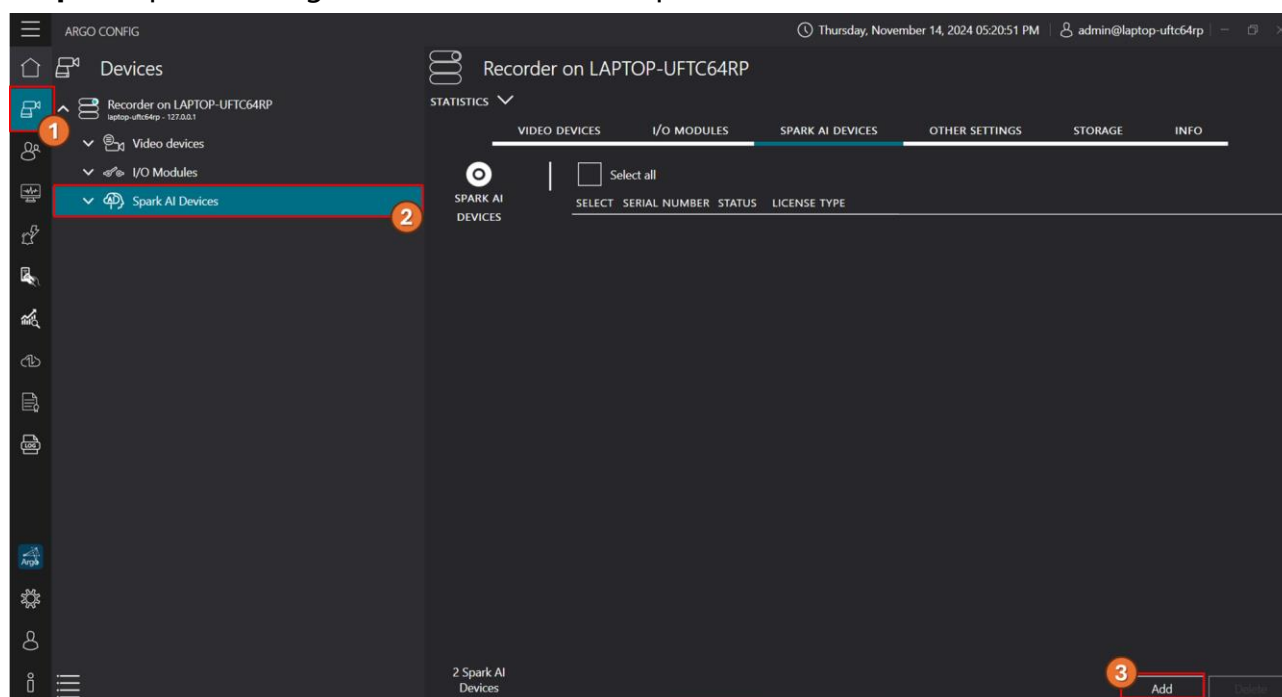 ARGO CONFIG
Thursday, November 14, 2024 05:20:51 PM
admin@laptop-uftc64rp
Devices
Recorder on LAPTOP-UFTC64RP
laptop-uftc64rp - 127.0.0.1
Video devices
I/O Modules
Spark AI Devices
1
2
Recorder on LAPTOP-UFTC64RP
STATISTICS
VIDEO DEVICES I/O MODULES SPARK AI DEVICES OTHER SETTINGS STORAGE INFO
SPARK AI
DEVICES
Select all
SELECT SERIAL NUMBER STATUS LICENSE TYPE
LOG
Argo
2 Spark AI
Devices
3
Add
Delete